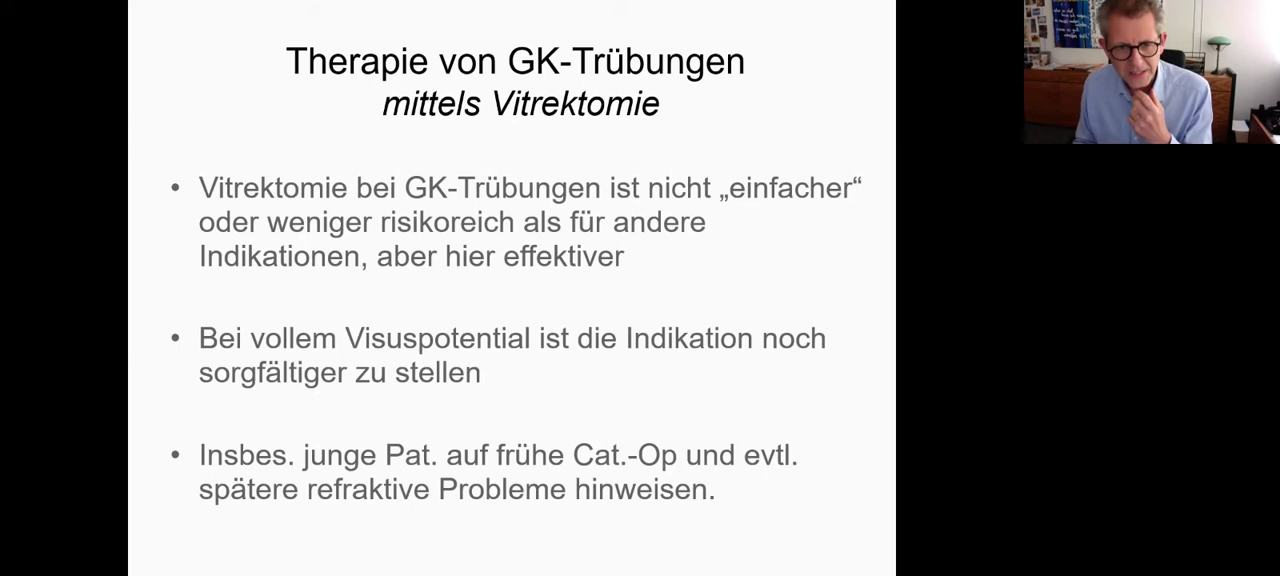 Therapie von GK-Trübungen
mittels Vitrektomie
• Vitrektomie bei GK-Trübungen ist nicht „einfacher“
oder weniger risikoreich als für andere
Indikationen, aber hier effektiver
• Bei vollem Visuspotential ist die Indikation noch
sorgfältiger zu stellen
• Insbes. junge Pat. auf frühe Cat.-Op und evtl.
spätere refraktive Probleme hinweisen.